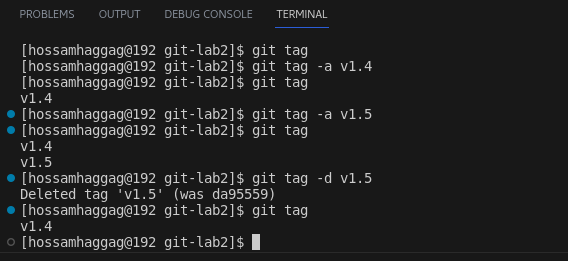 PROBLEMS OUTPUT DEBUG CONSOLE TERMINAL
[hossamhaggag@192 git-lab2]$ git tag
[hossamhaggag@192 git-lab2]$ git tag -a v1.4
[hossamhaggag@192 git-lab2]$ git tag
v1.4
[hossamhaggag@192 git-lab2]$ git tag -a v1.5
[hossamhaggag@192 git-lab2]$ git tag
v1.4
v1.5
[hossamhaggag@192 git-lab2]$ git tag -d v1.5
Deleted tag 'v1.5' (was da95559)
[hossamhaggag@192 git-lab2]$ git tag
v1.4
[hossamhaggag@192 git-lab2]$